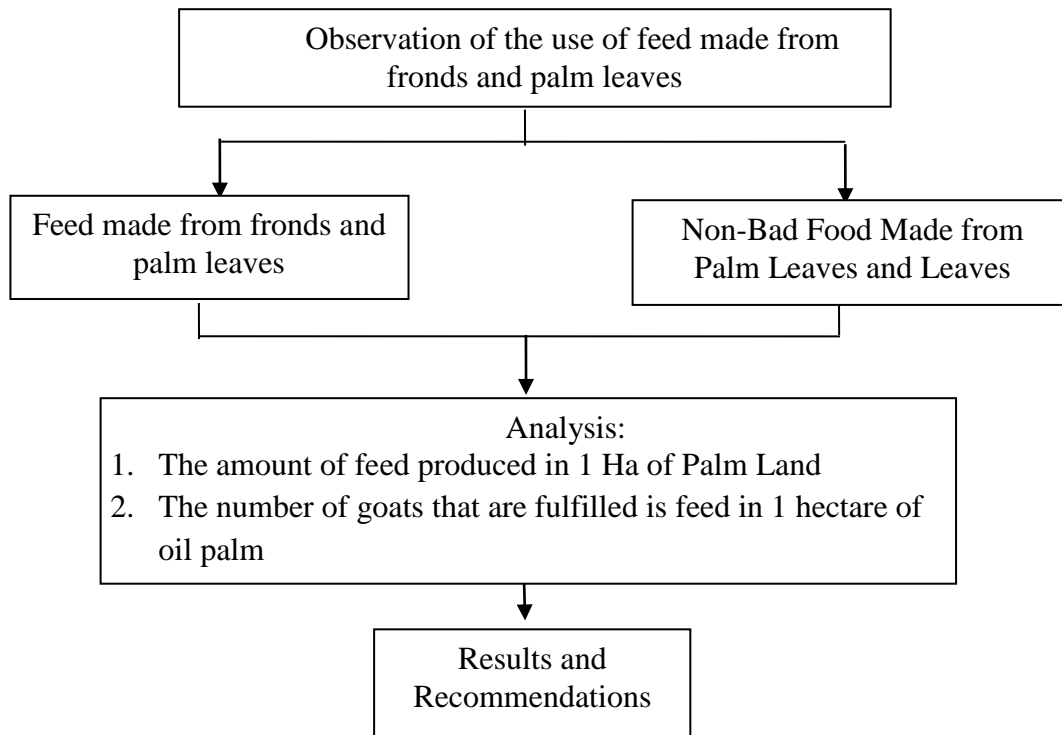 Observation of the use of feed made from
fronds and palm leaves
Feed made from fronds and
palm leaves
Non-Bad Food Made from
Palm Leaves and Leaves
Analysis:
1. The amount of feed produced in 1 Ha of Palm Land
2. The number of goats that are fulfilled is feed in 1 hectare of
oil palm
Results and
Recommendations